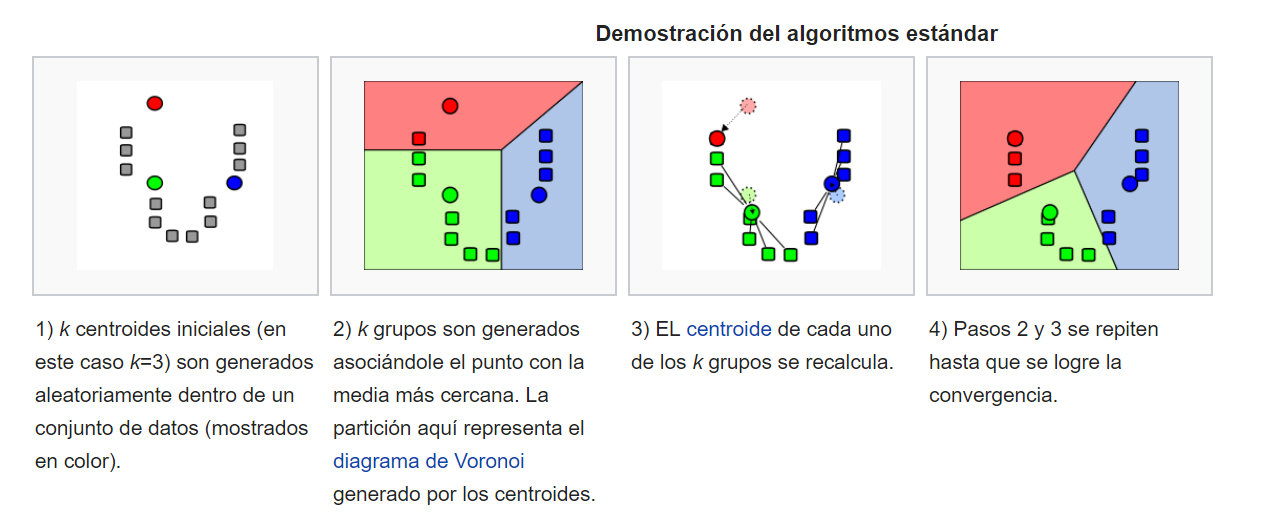 Demostración del algoritmos estándar
1) k centroides iniciales (en
este caso k=3) son generados
aleatoriamente dentro de un
conjunto de datos (mostrados
en color).
2) k grupos son generados
asociándole el punto con la
media más cercana. La
partición aquí representa el
diagrama de Voronoi
generado por los centroides.
3) EL centroide de cada uno
de los k grupos se recalcula.
4) Pasos 2 y 3 se repiten
hasta que se logre la
convergencia.